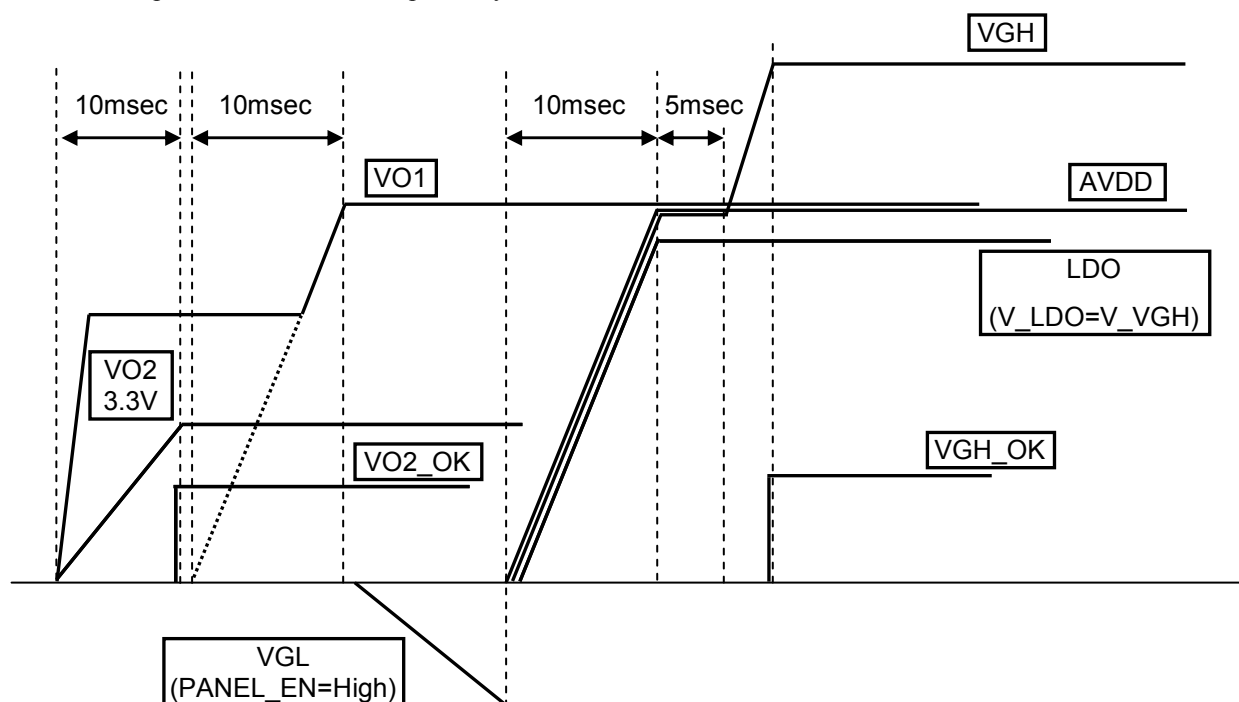 VGH
10msec
10msec
10msec
5msec
VO1
AVDD
LDO
(V_LDO=V_VGH)
VO2
3.3V
VO2_OK
VGH_OK
VGL
(PANEL_EN=High)